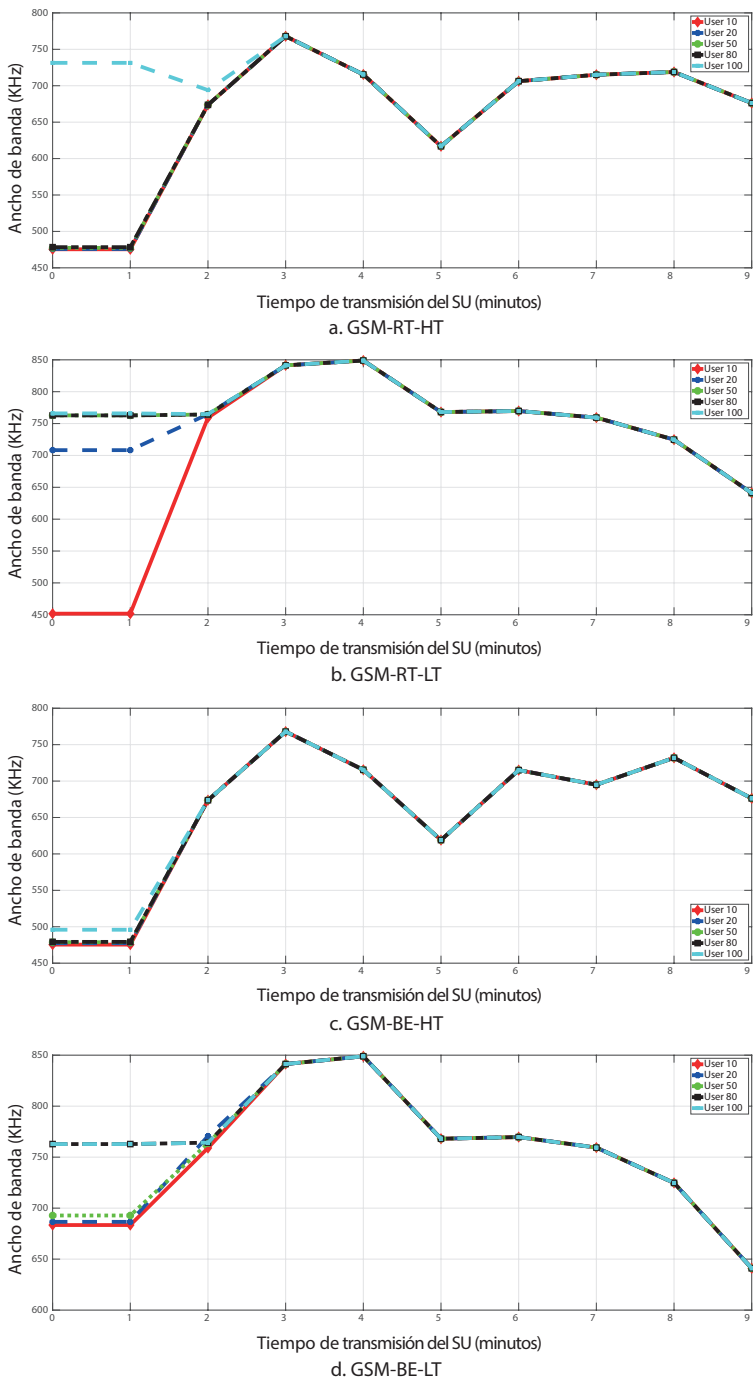 800
750
700
650
600
550
500
450
Ancho de banda (KHz)
User 10
User 20
User 50
User 80
User 100
0 1 2 3 4 5 6 7 8 9
Tiempo de transmisión del SU (minutos)
a. GSM-RT-HT
850
800
750
700
650
600
550
500
450
Ancho de banda (KHz)
User 10
User 20
User 50
User 80
User 100
0 1 2 3 4 5 6 7 8 9
Tiempo de transmisión del SU (minutos)
b. GSM-RT-LT
800
750
700
650
600
550
500
450
Ancho de banda (KHz)
User 10
User 20
User 50
User 80
User 100
0 1 2 3 4 5 6 7 8 9
Tiempo de transmisión del SU (minutos)
c. GSM-BE-HT
850
800
750
700
650
600
Ancho de banda (KHz)
User 10
User 20
User 50
User 80
User 100
0 1 2 3 4 5 6 7 8 9
Tiempo de transmisión del SU (minutos)
d. GSM-BE-LT